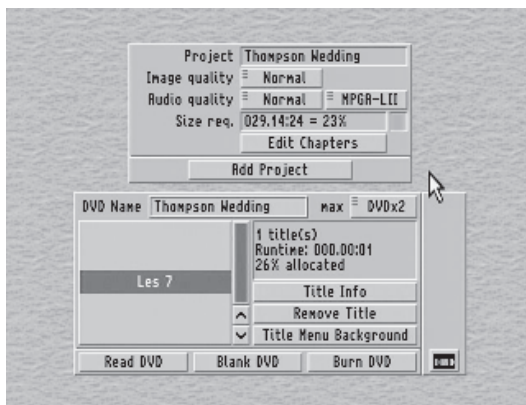 Project Thompson Wedding
Image quality Normal
Audio quality Normal MPGA-LII
Size req. 029.14:24 = 23%
Edit Chapters
Add Project
DVD Name Thompson Wedding max DVDx2
1 title(s)
Runtime: 000.00:01
26% allocated
Les 7
Title Info
Remove Title
Title Menu Background
Read DVD Blank DVD Burn DVD